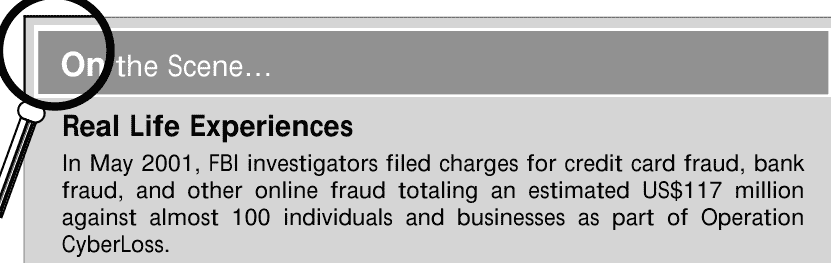 On the Scene...
Real Life Experiences
In May 2001, FBI investigators filed charges for credit card fraud, bank
fraud, and other online fraud totaling an estimated US$117 million
against almost 100 individuals and businesses as part of Operation
CyberLoss.